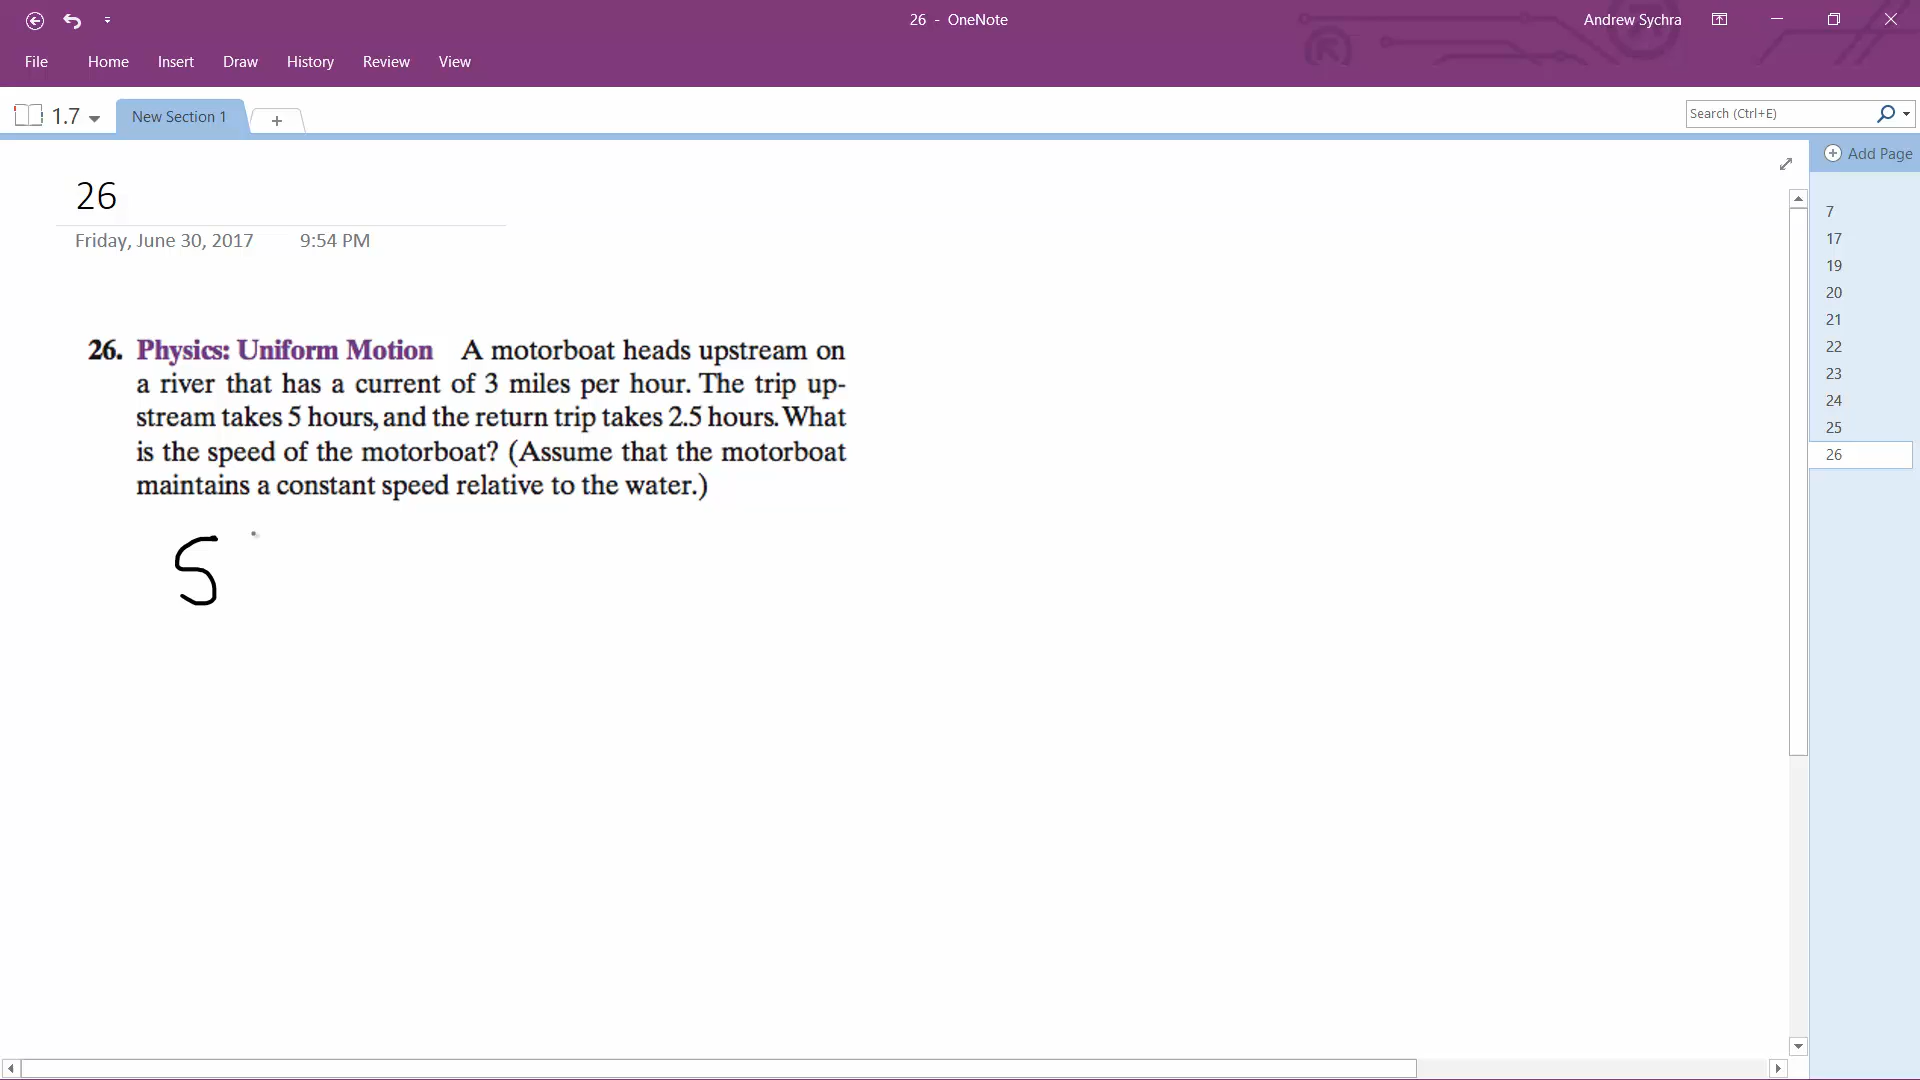 26 - OneNote
Andrew Sychra
File Home Insert Draw History Review View
1.7
New Section 1
+
Search (Ctrl+E)
Add Page
26
Friday, June 30, 2017 9:54 PM
26. Physics: Uniform Motion A motorboat heads upstream on
a river that has a current of 3 miles per hour. The trip up-
stream takes 5 hours, and the return trip takes 2.5 hours. What
is the speed of the motorboat? (Assume that the motorboat
maintains a constant speed relative to the water.)
5
7
17
19
20
21
22
23
24
25
26